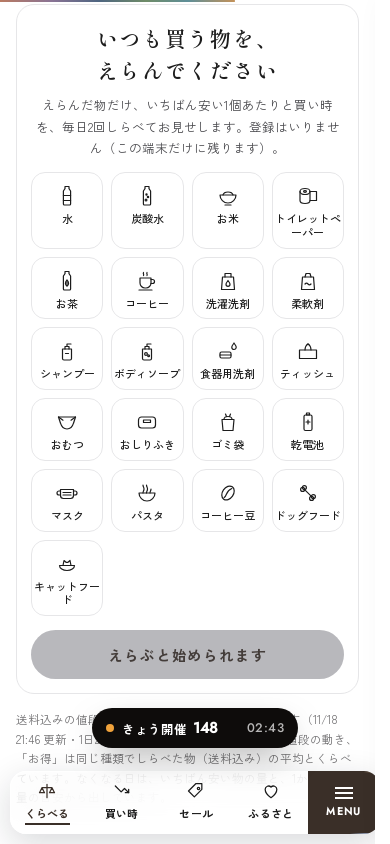 いつも買う物を、
えらんでください
えらんだ物だけ、いちばん安い1個あたりと買い時
を、毎日2回しらべてお見せします。登録はいりませ
ん（この端末だけに残ります）。
水
炭酸水
お米
トイレットペ
ーパー
お茶
コーヒー
洗濯洗剤
柔軟剤
シャンプー
ボディソープ
食器用洗剤
ティッシュ
おむつ
おしりふき
ゴミ袋
乾電池
マスク
パスタ
コーヒー豆
ドッグフード
キャットフー
ド
えらぶと始められます
送料込みの値段
（11/18
21:46 更新・1日2
値段の動き、
「お得」は同じ種類でしらべた物（送料込み）の平均とくらべ
きょう開催 148 02:43
くらべる
買い時
セール
ふるさと
MENU